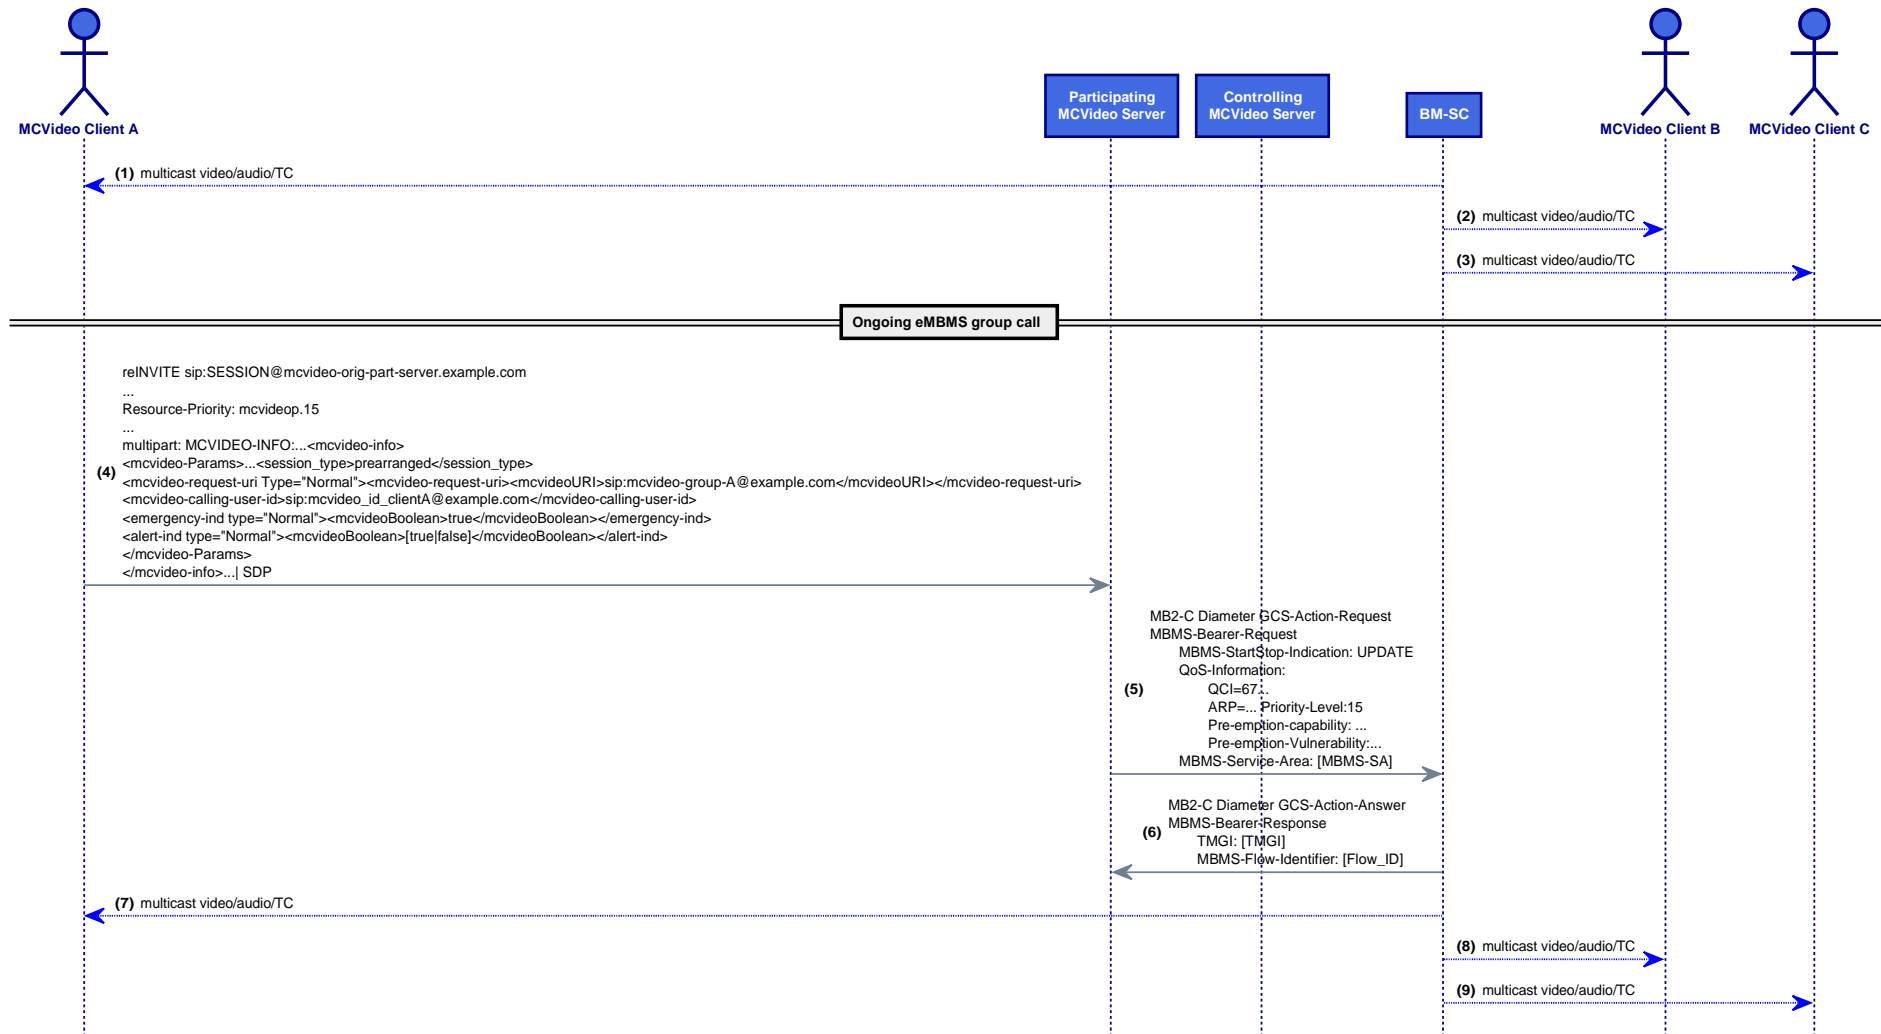 MCVideo Client A
Participating
MCVideo Server
Controlling
MCVideo Server
BM-SC
MCVideo Client B
MCVideo Client C
(1) multicast video/audio/TC
(2) multicast video/audio/TC
(3) multicast video/audio/TC
Ongoing eMBMS group call
reINVITE sip:SESSION@mcvideo-orig-part-server.example.com
...
Resource-Priority: mcvideop.15
...
multipart: MCVIDEO-INFO:...<mcvideo-info>
(4) <mcvideo-Params>...<session_type>prearranged</session_type>
<mcvideo-request-uri Type="Normal"><mcvideo-request-uri><mcvideoURI>sip:mcvideo-group-A@example.com</mcvideoURI></mcvideo-request-uri>
<mcvideo-calling-user-id>sip:mcvideo_id_clientA@example.com</mcvideo-calling-user-id>
<emergency-ind type="Normal"><mcvideoBoolean>true</mcvideoBoolean></emergency-ind>
<alert-ind type="Normal"><mcvideoBoolean>[true|false]</mcvideoBoolean></alert-ind>
</mcvideo-Params>
</mcvideo-info>...| SDP
MB2-C Diameter GCS-Action-Request
MBMS-Bearer-Request
MBMS-StartStop-Indication: UPDATE
QoS-Information:
(5) QCI=67...
ARP=... Priority-Level:15
Pre-emption-capability: ...
Pre-emption-Vulnerability:...
MBMS-Service-Area: [MBMS-SA]
MB2-C Diameter GCS-Action-Answer
MBMS-Bearer-Response
(6) TMGI: [TMGI]
MBMS-Flow-Identifier: [Flow_ID]
(7) multicast video/audio/TC
(8) multicast video/audio/TC
(9) multicast video/audio/TC